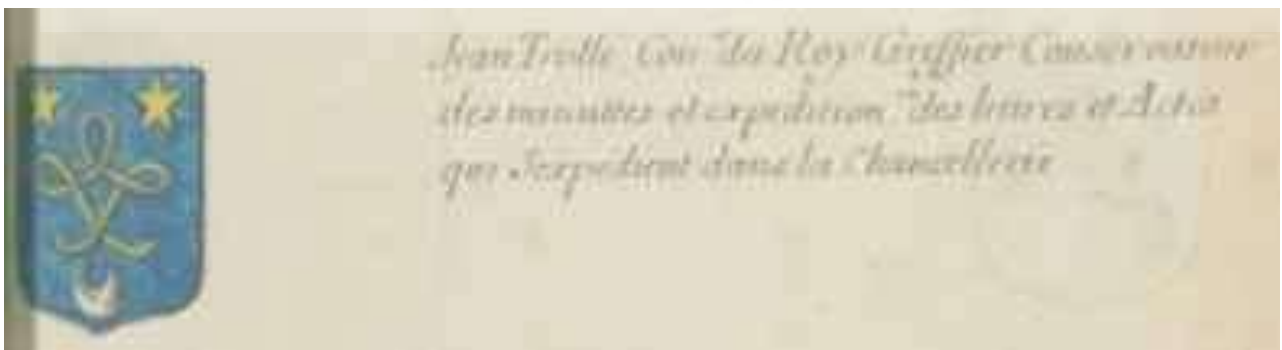 Jean Trolle Con.er du Roy Greffier Conservateur
des minuttes et expedition des lettres et Actes
qui s'expedient dans la Chancellerie